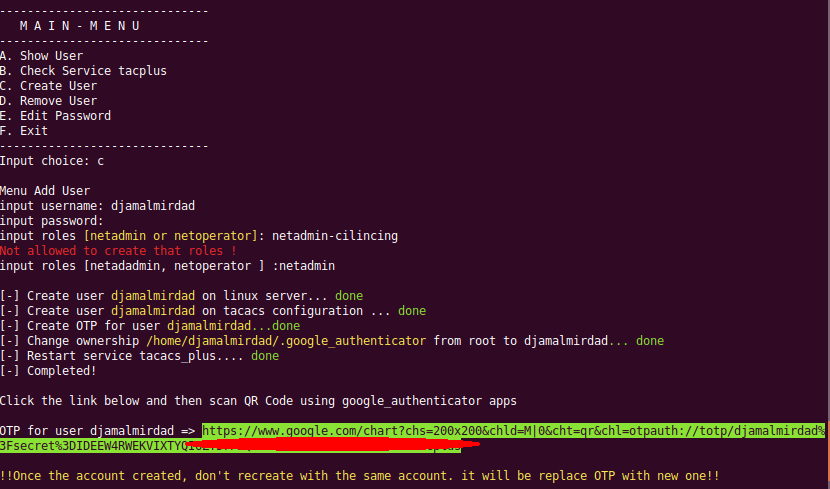 -----------------------------
M A I N - M E N U
-----------------------------
A. Show User
B. Check Service tacplus
C. Create User
D. Remove User
E. Edit Password
F. Exit
-----------------------------
Input choice: c
Menu Add User
input username: djamalmirdad
input password:
input roles [netadmin or netoperator]: netadmin-cilincing
Not allowed to create that roles !
input roles [netadadmin, netoperator ] :netadmin
[-] Create user djamalmirdad on linux server... done
[-] Create user djamalmirdad on tacacs configuration ... done
[-] Create OTP for user djamalmirdad...done
[-] Change ownership /home/djamalmirdad/.google_authenticator from root to djamalmirdad... done
[-] Restart service tacacs_plus.... done
[-] Completed!
Click the link below and then scan QR Code using google_authenticator apps
OTP for user djamalmirdad => https://www.google.com/chart?chs=200x200&chld=M|0&cht=qr&chl=otpauth://totp/djamalmirdad%
3Fsecret%3DIDEEW4RWEKVIXTYQ
!!Once the account created, don't recreate with the same account. it will be replace OTP with new one!!